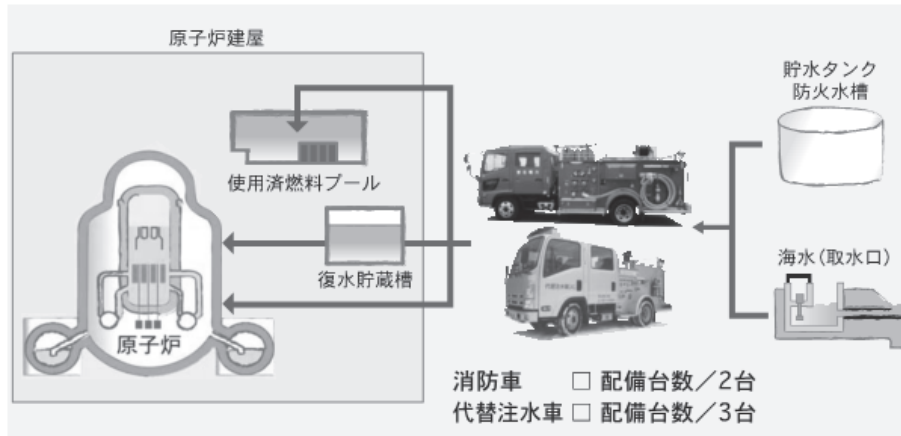 原子炉建屋
貯水タンク
防火水槽
使用済燃料プール
復水貯蔵槽
海水(取水口)
原子炉
消防車 □ 配備台数／2台
代替注水車 □ 配備台数／3台